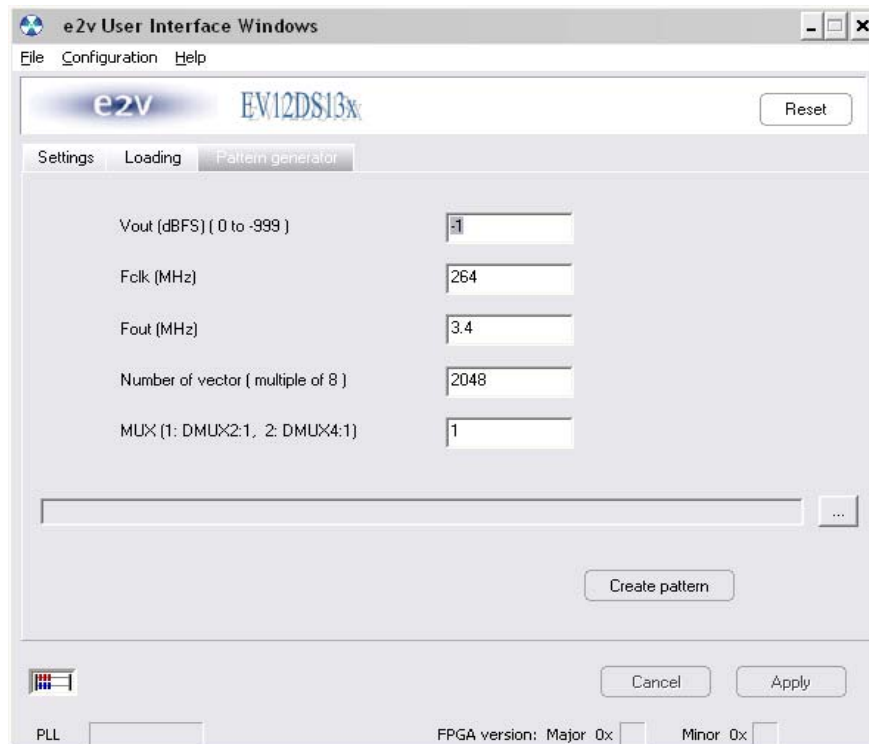 e2v User Interface Windows
File Configuration Help
e2v EV12DS13x Reset
Settings Loading Pattern generator
Vout (dBFS) ( 0 to -999 ) -1
Fclk (MHz) 264
Fout (MHz) 3.4
Number of vector ( multiple of 8 ) 2048
MUX (1: DMUX2:1, 2: DMUX4:1) 1
...
Create pattern
Cancel Apply
PLL FPGA version: Major 0x Minor 0x